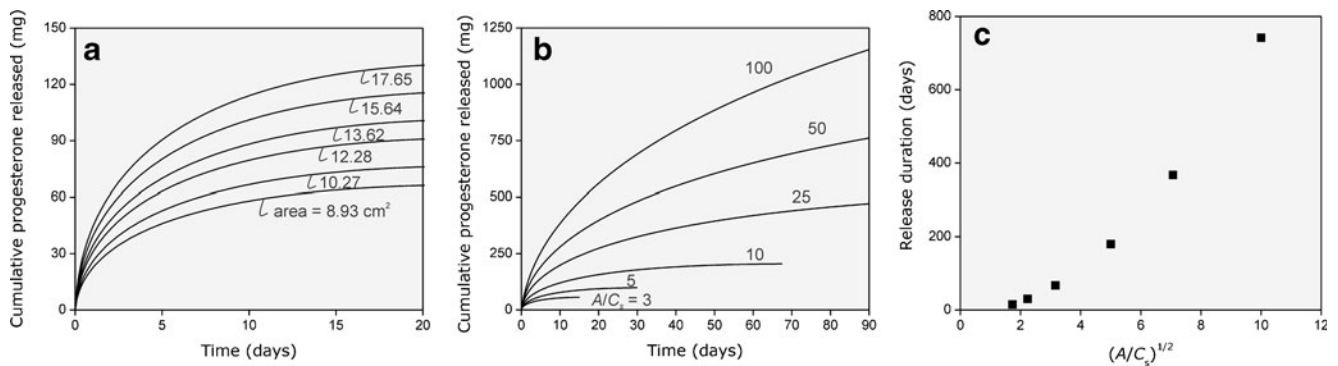 a
Cumulative progesterone released (mg)
150
120
90
60
30
0
17.65
15.64
13.62
12.28
10.27
area = 8.93 cm²
0 5 10 15 20
Time (days)
b
Cumulative progesterone released (mg)
1250
1000
750
500
250
0
100
50
25
10
5
A/Cs = 3
0 10 20 30 40 50 60 70 80 90
Time (days)
c
Release duration (days)
800
600
400
200
0
0 2 4 6 8 10 12
(A/Cs)^1/2